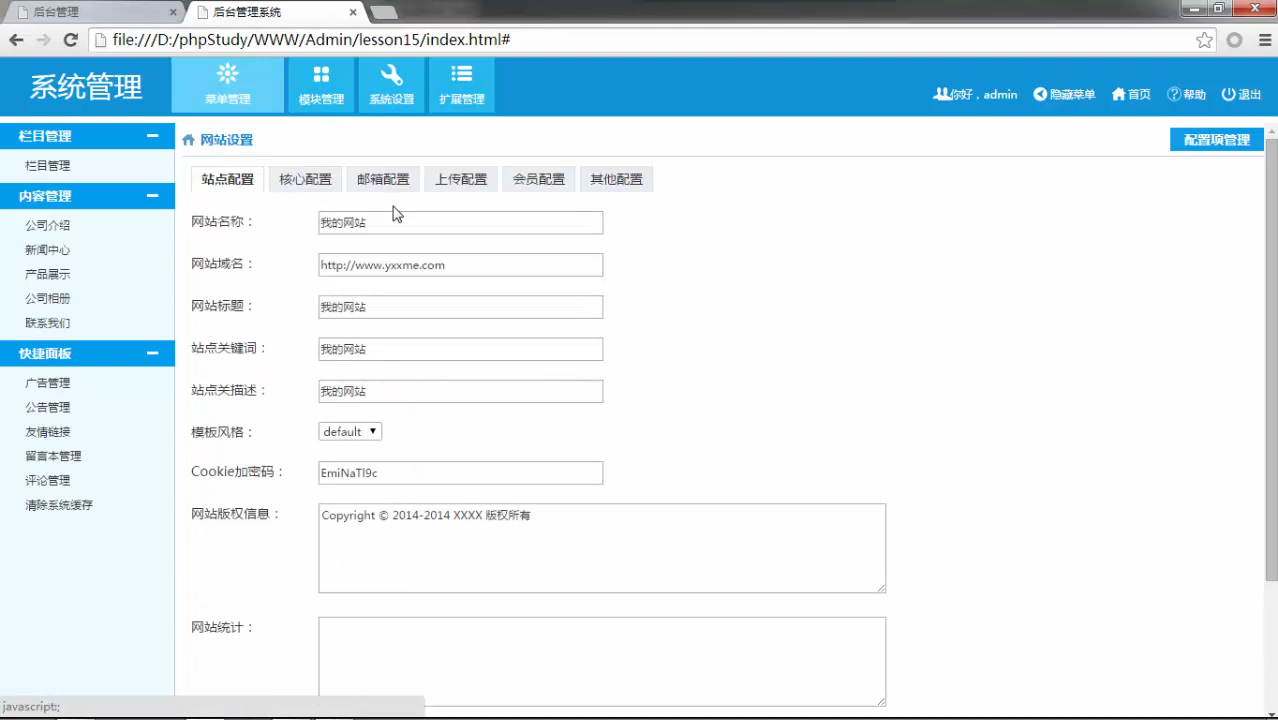 后台管理
后台管理系统
file:///D:/phpStudy/WWW/Admin/lesson15/index.html#
系统管理
菜单管理
模块管理
系统设置
扩展管理
你好，admin
隐藏菜单
首页
帮助
退出
栏目管理
栏目管理
内容管理
公司介绍
新闻中心
产品展示
公司相册
联系我们
快捷面板
广告管理
公告管理
友情链接
留言本管理
评论管理
清除系统缓存
网站设置
配置项管理
站点配置
核心配置
邮箱配置
上传配置
会员配置
其他配置
网站名称：
我的网站
网站域名：
http://www.yxxme.com
网站标题：
我的网站
站点关键词：
我的网站
站点关描述：
我的网站
模板风格：
default
Cookie加密码：
EmiNaTl9c
网站版权信息：
Copyright © 2014-2014 XXXX 版权所有
网站统计：
javascript:;